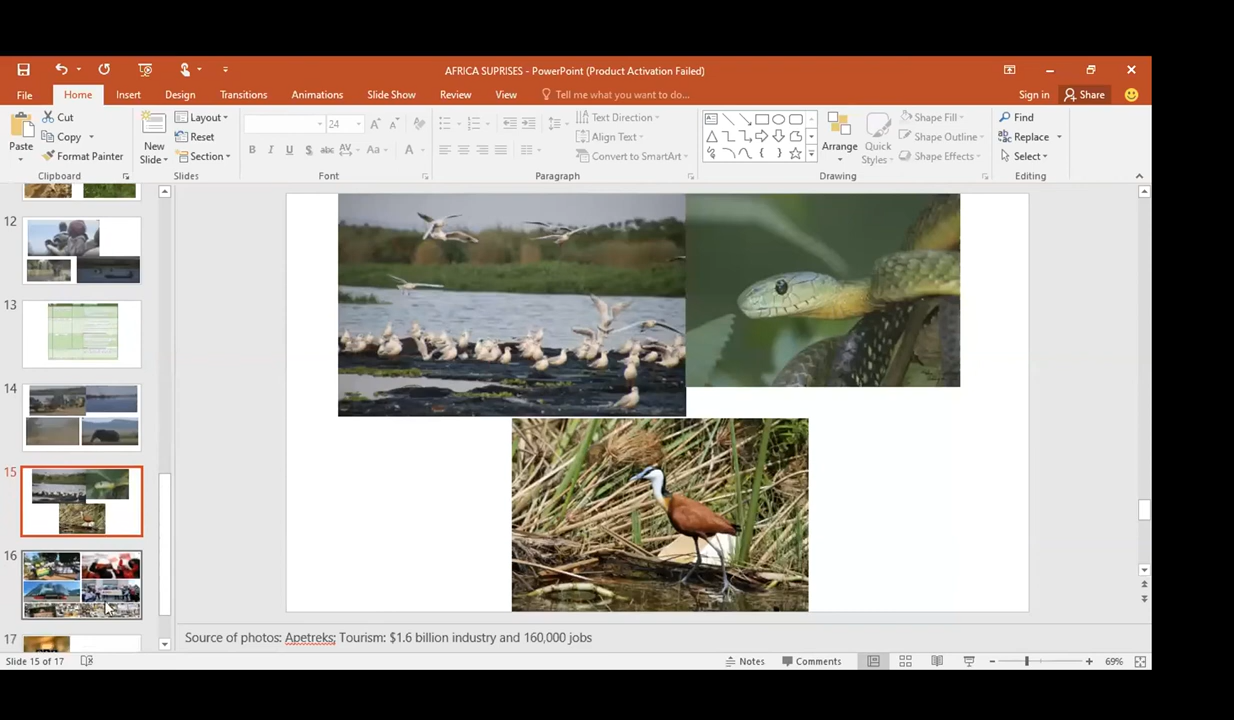 AFRICA SUPRISES - PowerPoint (Product Activation Failed)
File Home Insert Design Transitions Animations Slide Show Review View Tell me what you want to do... Sign in Share
Paste
Cut
Copy
Format Painter
Clipboard
New Slide
Layout
Reset
Section
Slides
24
B I U S abc AV Aa A
Font
Text Direction
Align Text
Convert to SmartArt
Paragraph
Arrange
Quick Styles
Shape Fill
Shape Outline
Shape Effects
Drawing
Find
Replace
Select
Editing
12
13
14
15
16
17
Source of photos: Apetreks; Tourism: $1.6 billion industry and 160,000 jobs
Slide 15 of 17 Notes Comments 69%